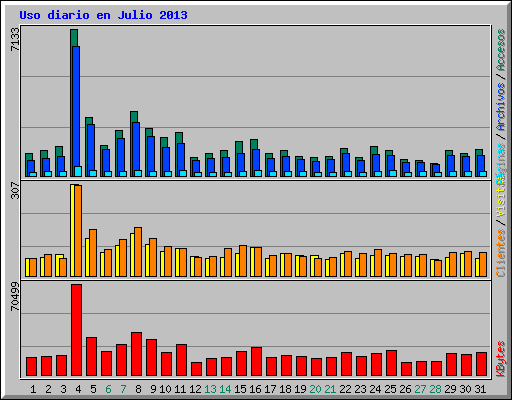 Uso diario en Julio 2013
7133
307
70499
Accesos / Archivos / Páginas
Visitas / Clientes
KBytes
1 2 3 4 5 6 7 8 9 10 11 12 13 14 15 16 17 18 19 20 21 22 23 24 25 26 27 28 29 30 31